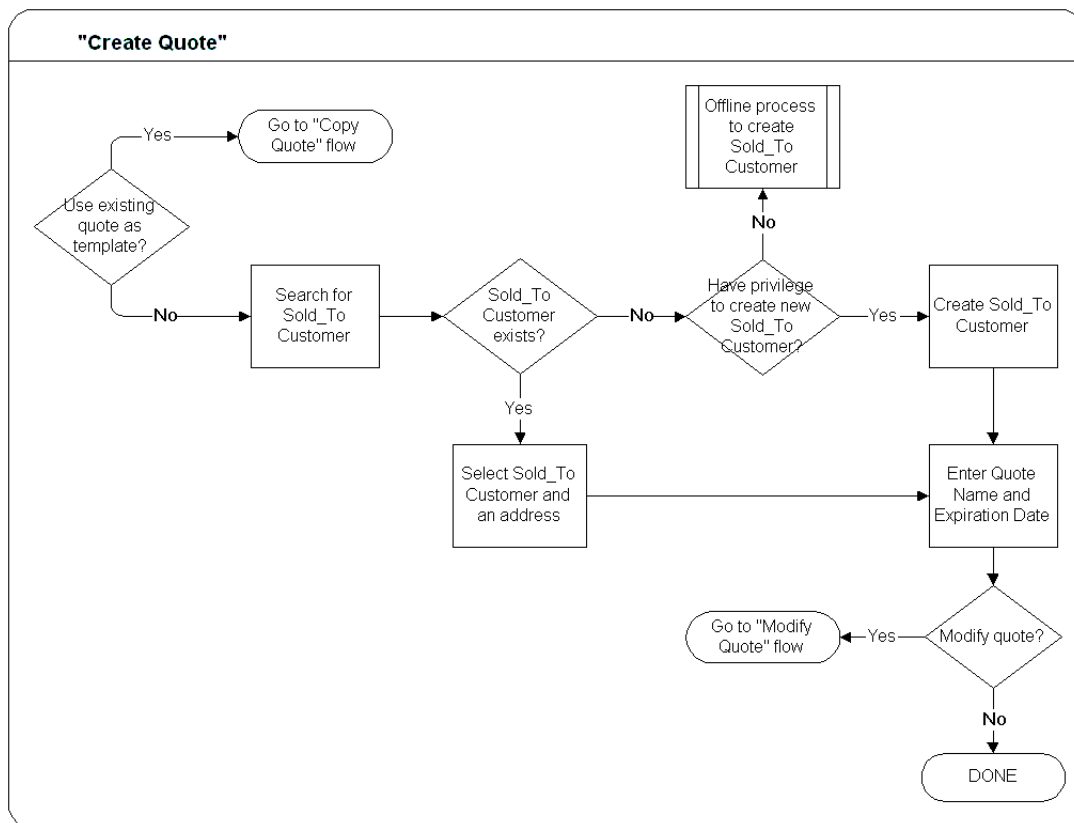 "Create Quote"
Offline process
to create
Sold_To
Customer
Yes
Go to "Copy
Quote" flow
Use existing
quote as
template?
No
No
Search for
Sold_To
Customer
Sold_To
Customer
exists?
No
Have privilege
to create new
Sold_To
Customer?
Yes
Create Sold_To
Customer
Yes
Select Sold_To
Customer and
an address
Enter Quote
Name and
Expiration Date
Go to "Modify
Quote" flow
Yes
Modify quote?
No
DONE